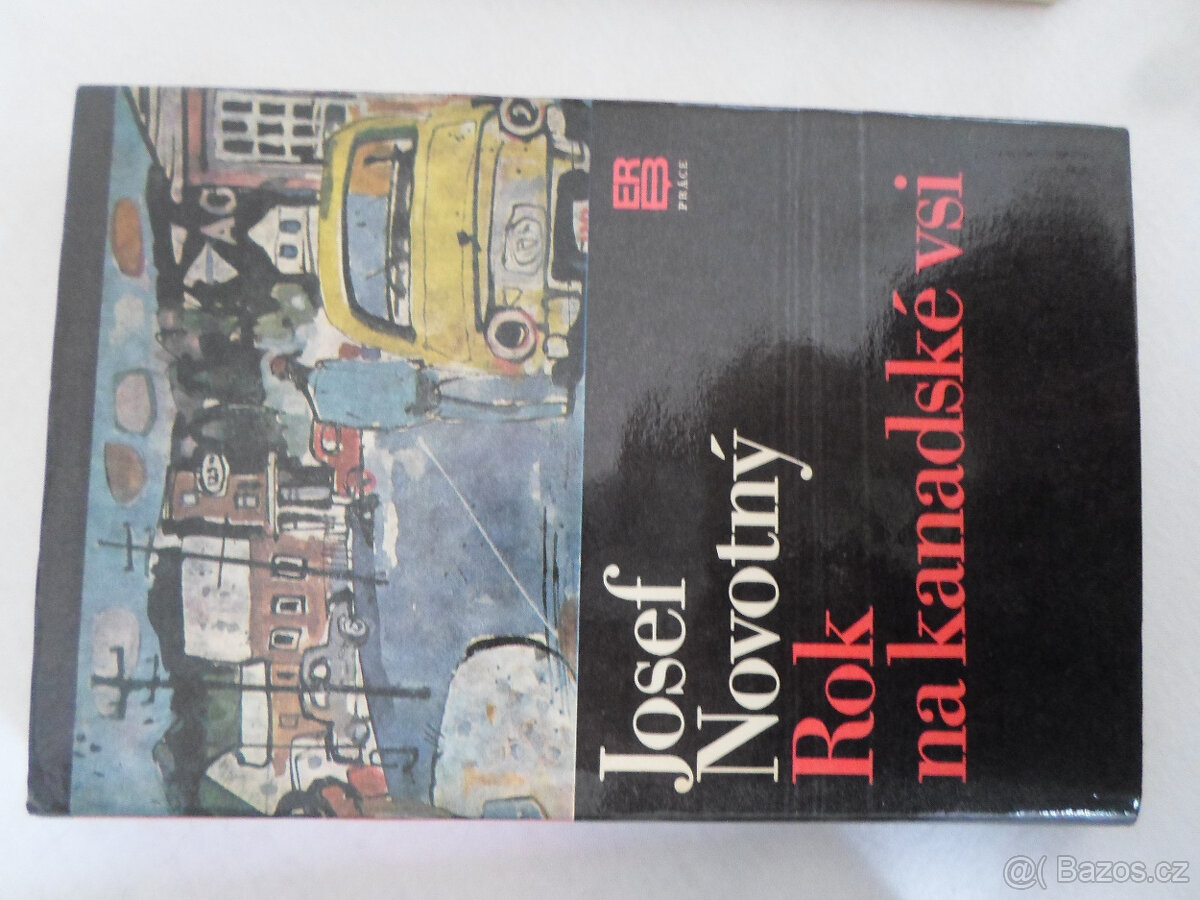 Josef
Novotný
Rok
na kanadské vsi
ERB
PRÁCE
@( Bazos.cz